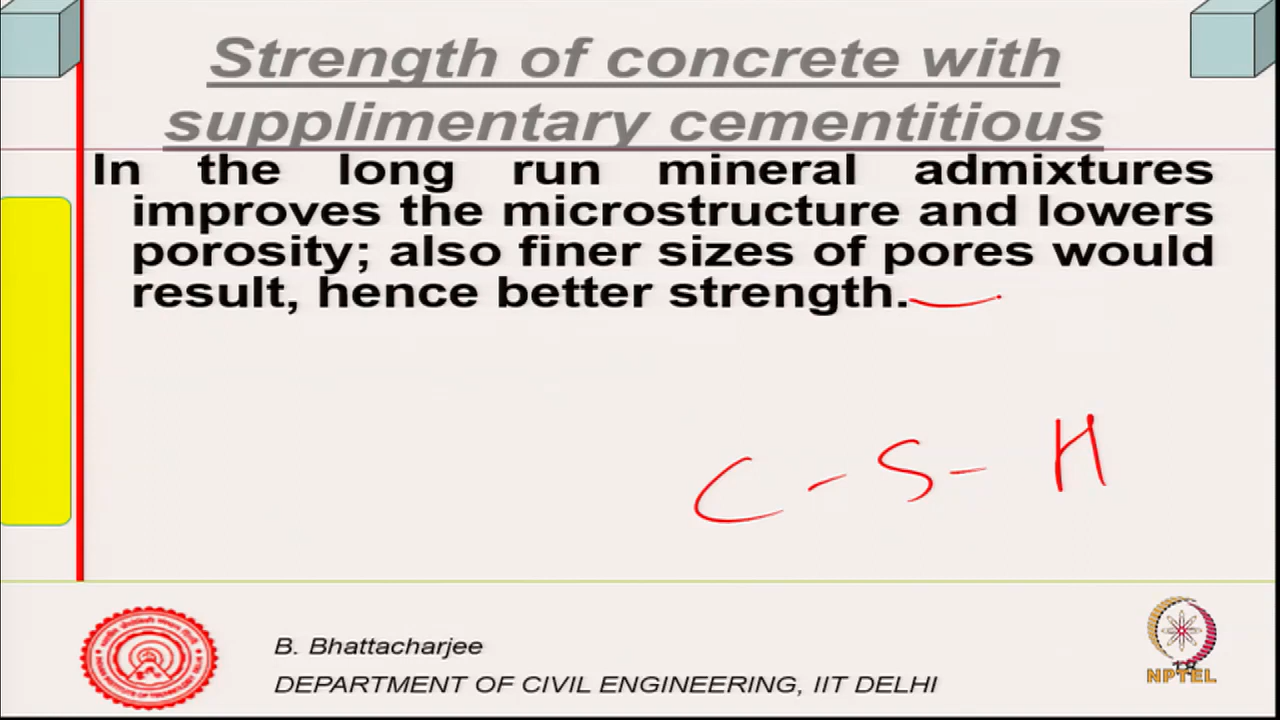 Strength of concrete with
supplimentary cementitious
In the long run mineral admixtures
improves the microstructure and lowers
porosity; also finer sizes of pores would
result, hence better strength.
C - S - H
B. Bhattacharjee
DEPARTMENT OF CIVIL ENGINEERING, IIT DELHI
18
NPTEL